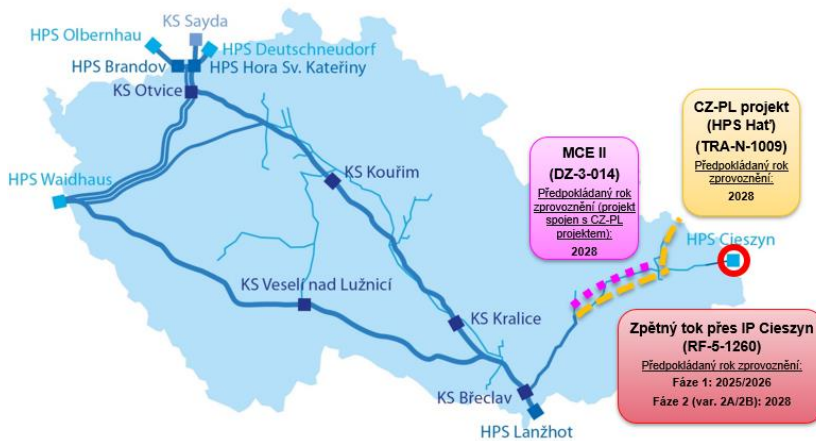 KS Sayda
HPS Olbernhau
HPS Deutschneudorf
HPS Brandov
HPS Hora Sv. Kateřiny
KS Otvice
CZ-PL projekt
(HPS Hať)
(TRA-N-1009)
Předpokládaný rok
zprovoznění:
2028
MCE II
(DZ-3-014)
Předpokládaný rok
zprovoznění (projekt
spojen s CZ-PL
projektem):
2028
KS Kouřim
HPS Waidhaus
HPS Cieszyn
KS Veselí nad Lužnicí
KS Kralice
Zpětný tok přes IP Cieszyn
(RF-5-1260)
Předpokládaný rok zprovoznění:
Fáze 1: 2025/2026
Fáze 2 (var. 2A/2B): 2028
KS Břeclav
HPS Lanžhot